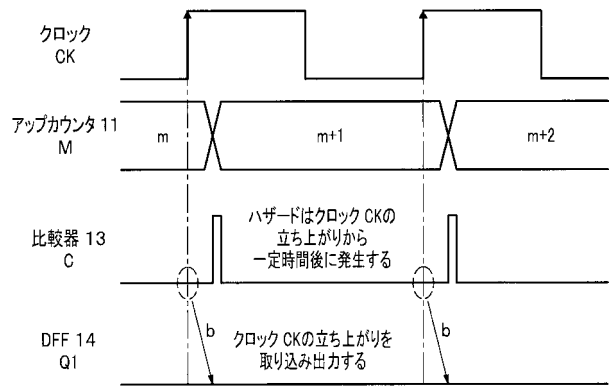 クロック
CK
アップカウンタ 11
M
m
m+1
m+2
比較器 13
C
ハザードはクロック CKの
立ち上がりから
一定時間後に発生する
DFF 14
Q1
b
クロック CKの立ち上がりを
取り込み出力する
b